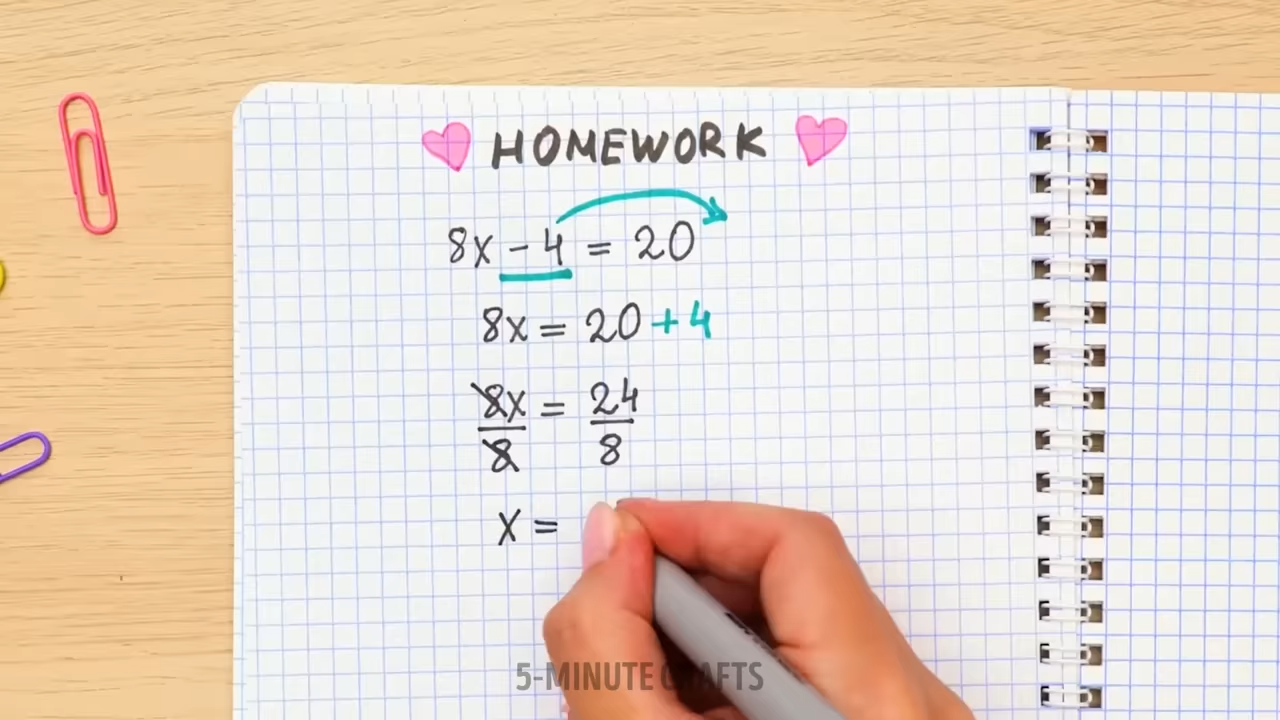 HOMEWORK
8x - 4 = 20
8x = 20 + 4
8x/8 = 24/8
x =
5-MINUTE CRAFTS